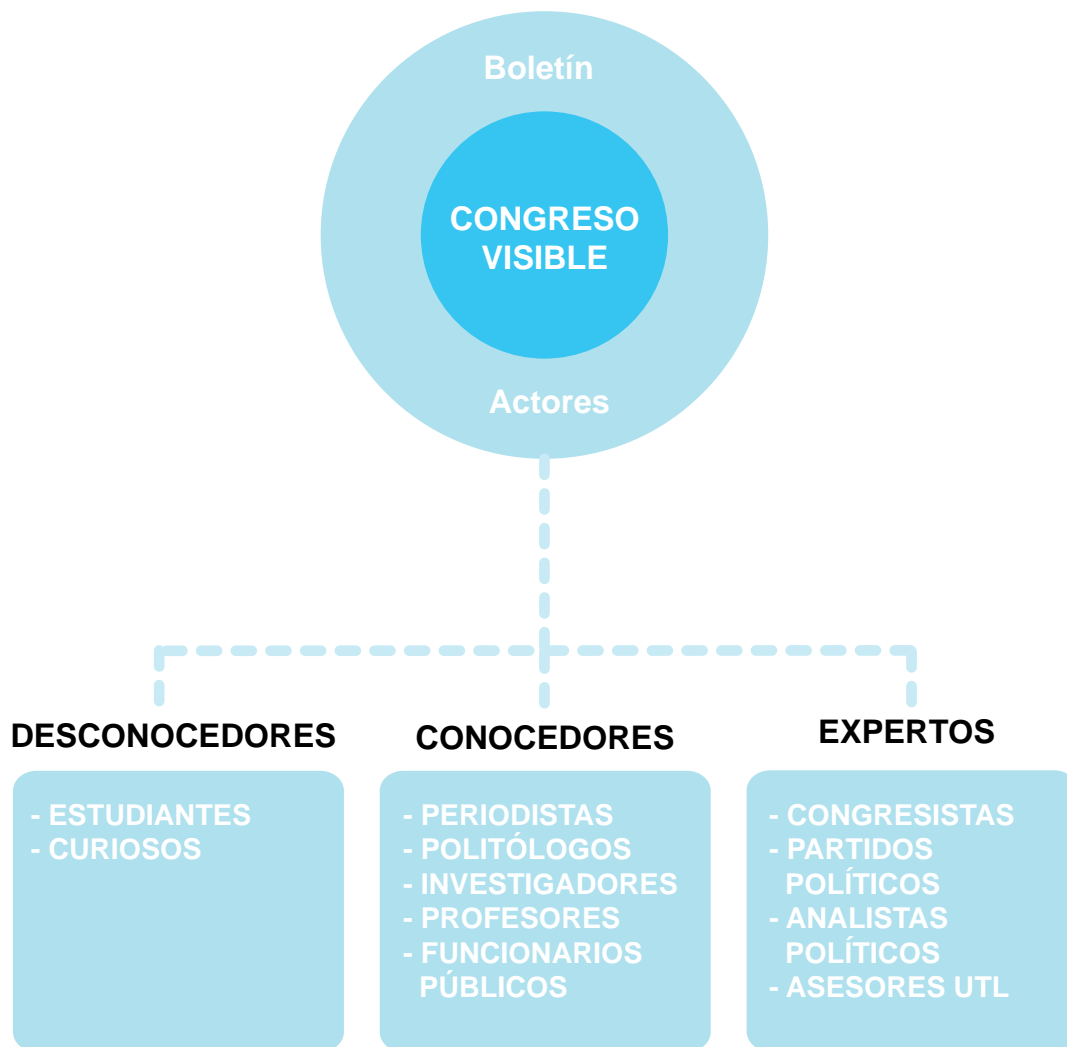 Boletín
CONGRESO
VISIBLE
Actores
DESCONOCEDORES
- ESTUDIANTES
- CURIOSOS
CONOCEDORES
- PERIODISTAS
- POLITÓLOGOS
- INVESTIGADORES
- PROFESORES
- FUNCIONARIOS
PÚBLICOS
EXPERTOS
- CONGRESISTAS
- PARTIDOS
POLÍTICOS
- ANALISTAS
POLÍTICOS
- ASESORES UTL